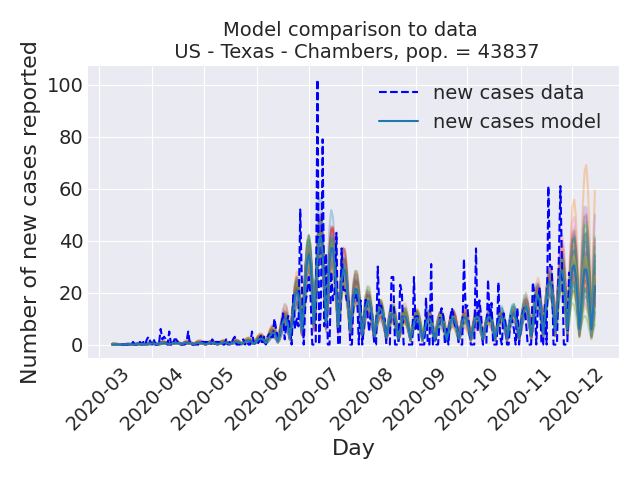 Model comparison to data
US - Texas - Chambers, pop. = 43837
new cases data
new cases model
Number of new cases reported
100
80
60
40
20
0
2020-03
2020-04
2020-05
2020-06
2020-07
2020-08
2020-09
2020-10
2020-11
2020-12
Day